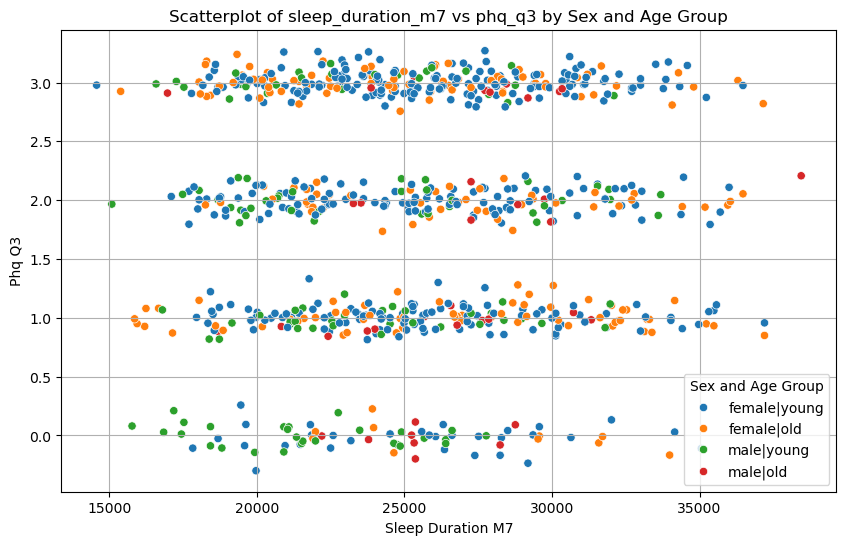 Scatterplot of sleep_duration_m7 vs phq_q3 by Sex and Age Group
Phq Q3
3.0
2.5
2.0
1.5
1.0
0.5
0.0
Sex and Age Group
female|young
female|old
male|young
male|old
15000
20000
25000
30000
35000
Sleep Duration M7